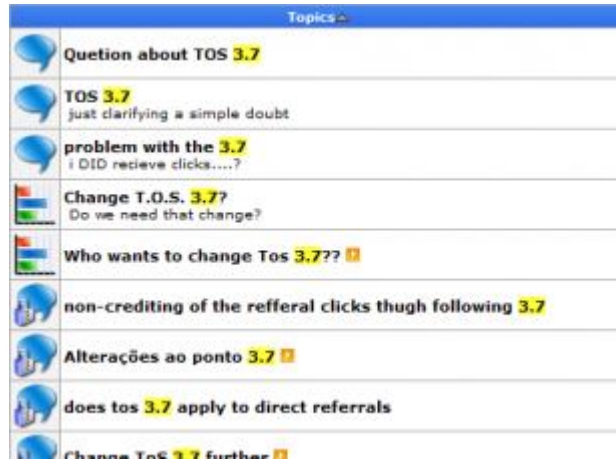 Topics
Quetion about TOS 3.7
TOS 3.7
just clarifying a simple doubt
problem with the 3.7
i DID recieve clicks....?
Change T.O.S. 3.7?
Do we need that change?
Who wants to change Tos 3.7??
non-crediting of the refferal clicks thugh following 3.7
Alterações ao ponto 3.7
does tos 3.7 apply to direct referrals
Change ToS 3.7 further